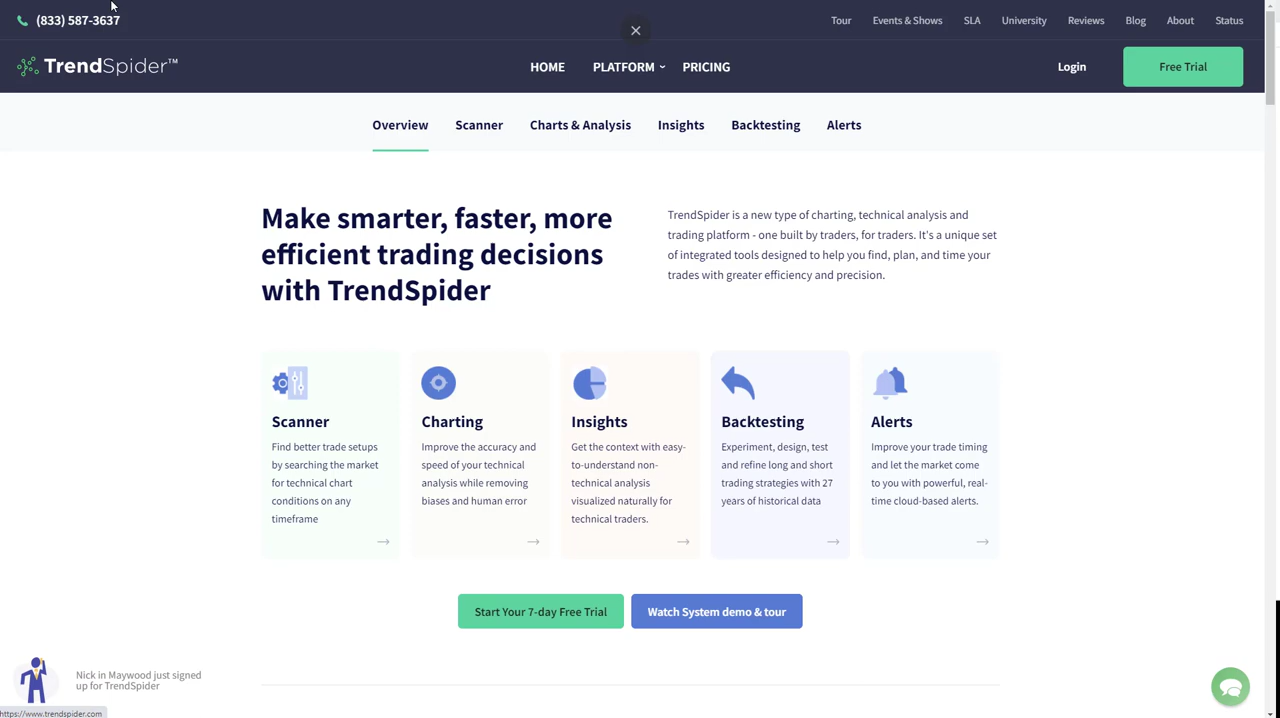 (833) 587-3637
Tour Events & Shows SLA University Reviews Blog About Status
TrendSpider™
HOME PLATFORM PRICING
Login
Free Trial
Overview Scanner Charts & Analysis Insights Backtesting Alerts
Make smarter, faster, more
efficient trading decisions
with TrendSpider
TrendSpider is a new type of charting, technical analysis and
trading platform - one built by traders, for traders. It's a unique set
of integrated tools designed to help you find, plan, and time your
trades with greater efficiency and precision.
Scanner
Find better trade setups
by searching the market
for technical chart
conditions on any
timeframe
Charting
Improve the accuracy and
speed of your technical
analysis while removing
biases and human error
Insights
Get the context with easy-
to-understand non-
technical analysis
visualized naturally for
technical traders.
Backtesting
Experiment, design, test
and refine long and short
trading strategies with 27
years of historical data
Alerts
Improve your trade timing
and let the market come
to you with powerful, real-
time cloud-based alerts.
Start Your 7-day Free Trial
Watch System demo & tour
Nick in Maywood just signed
up for TrendSpider
https://www.trendspider.com